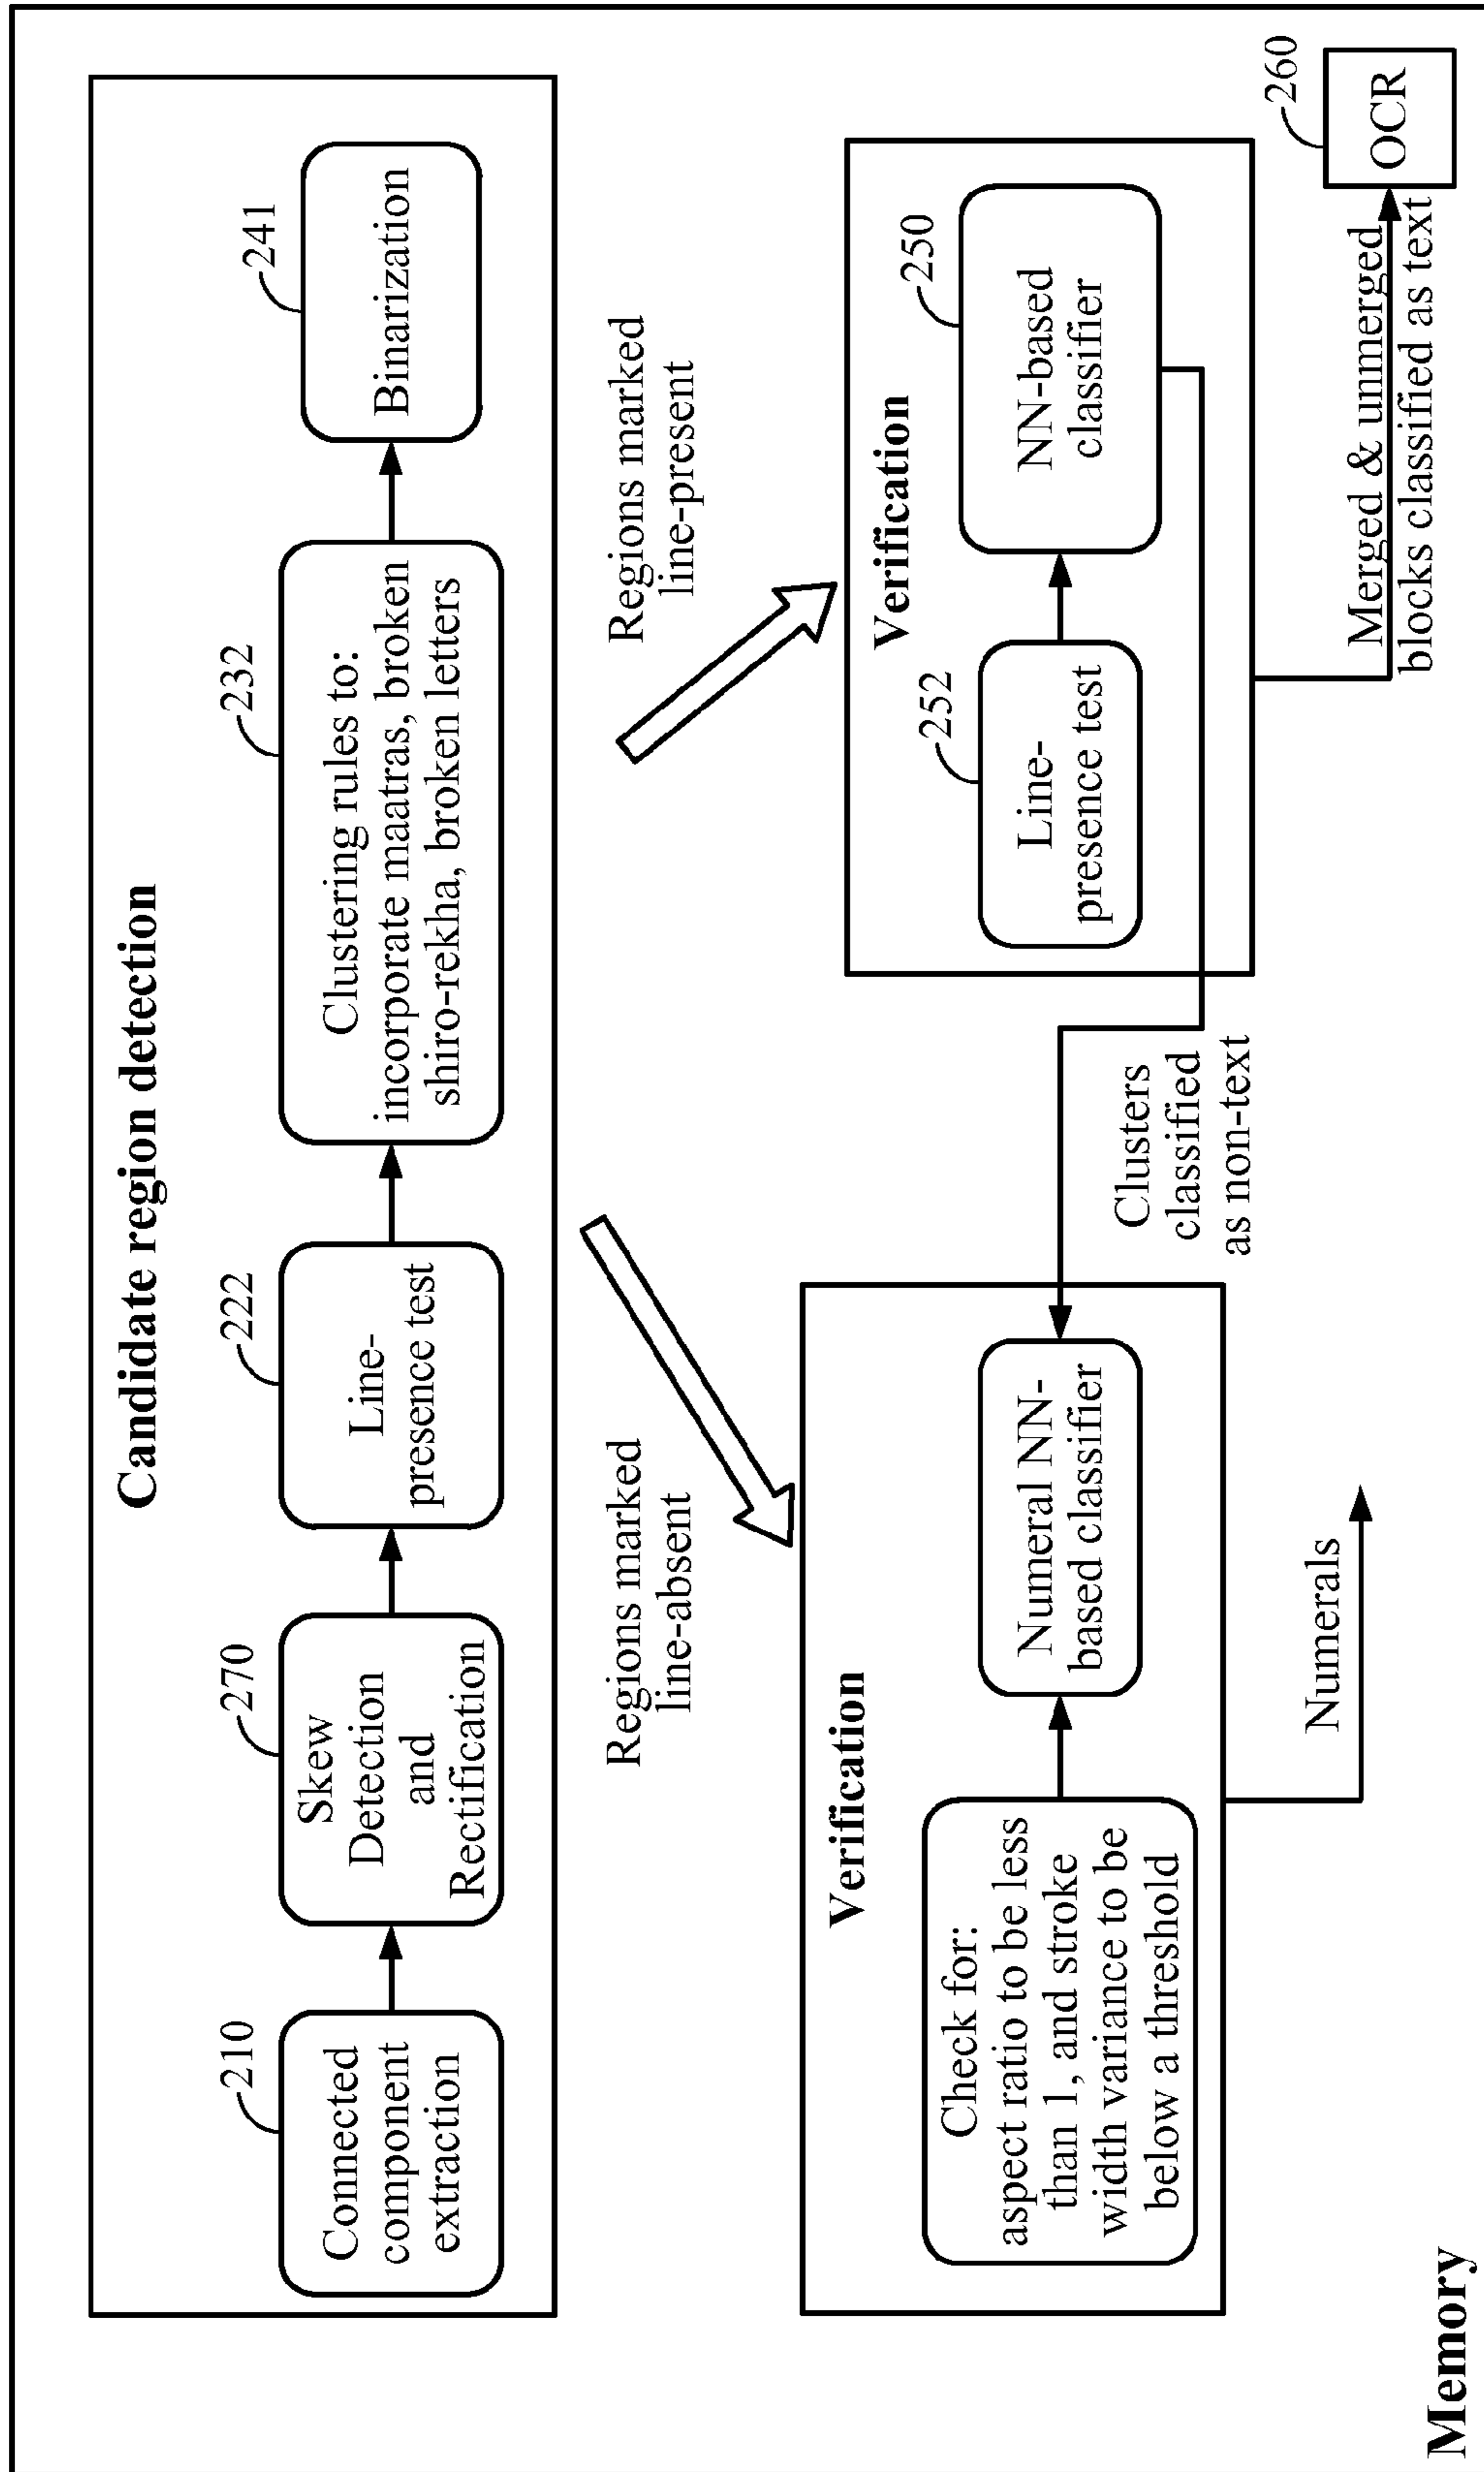 Candidate region detection
210
Connected
component
extraction
270
Skew
Detection
and
Rectification
222
Line-
presence test
232
Clustering rules to:
incorporate maatras, broken
shiro-rekha, broken letters
241
Binarization
Regions marked
line-absent
Regions marked
line-present
Verification
Check for:
aspect ratio to be less
than 1, and stroke
width variance to be
below a threshold
Numeral NN-
based classifier
Numerals
Clusters
classified
as non-text
Verification
252
Line-
presence test
250
NN-based
classifier
Merged & unmerged
blocks classified as text
260
OCR
Memory